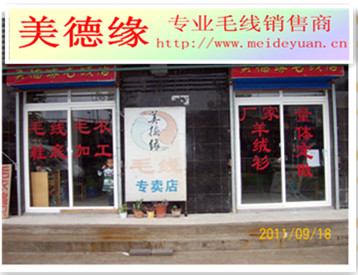 美德缘
专业毛线销售商
http://www.meideyuan.cn
毛线 毛衣
鞋底 加工
美德缘
毛线
专卖店
厂家
羊绒衫
量体定做
2011/09/18